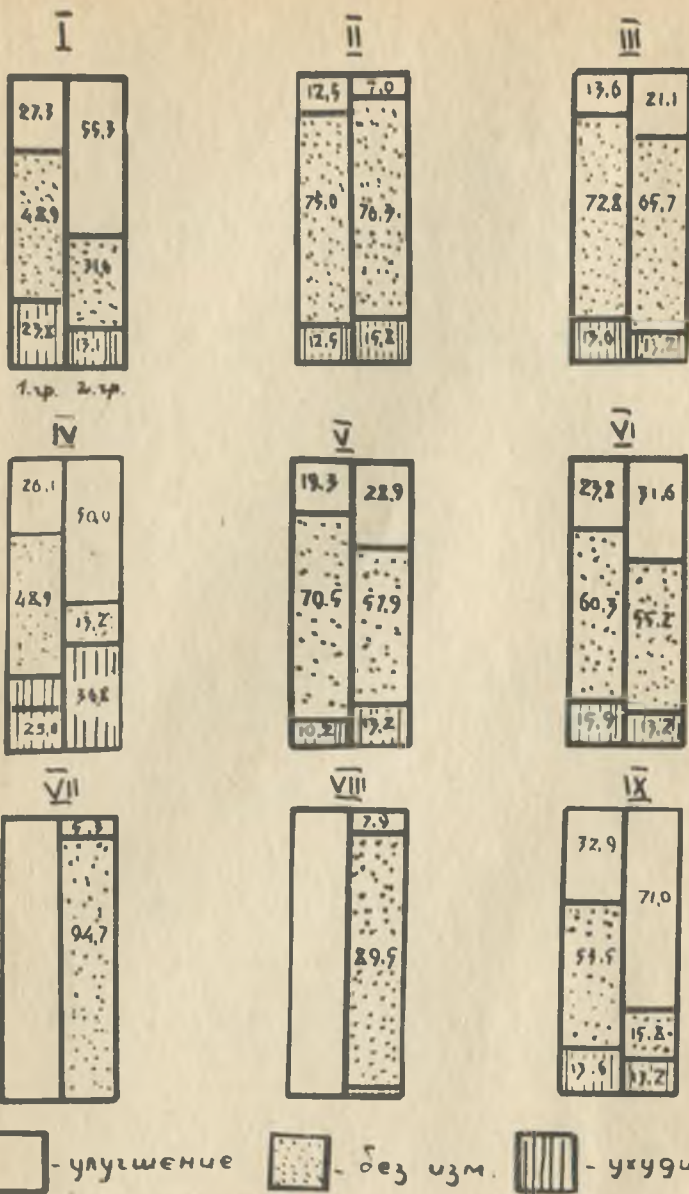 I II III
27.3 55.3 12,5 7,0 13.6 21.1
48.9 31.6 75.0 76.3. 72.8 65.7
23.8 13.1 12.5 15.8 13.6 13.2
1.гр. 2.гр.
IV V VI
26.1 50,0 19.3 28.9 23,8 31.6
48.9 13.2 70.5 57.9 60.3 55.2
25.0 36.8 10.2 13.2 15.9 13.2
VII VIII IX
5.3 7.9 32.9 71,0
94,7 89.5 53.5 15.8
13.6 13.2
- улучшение - без изм. - ухуд